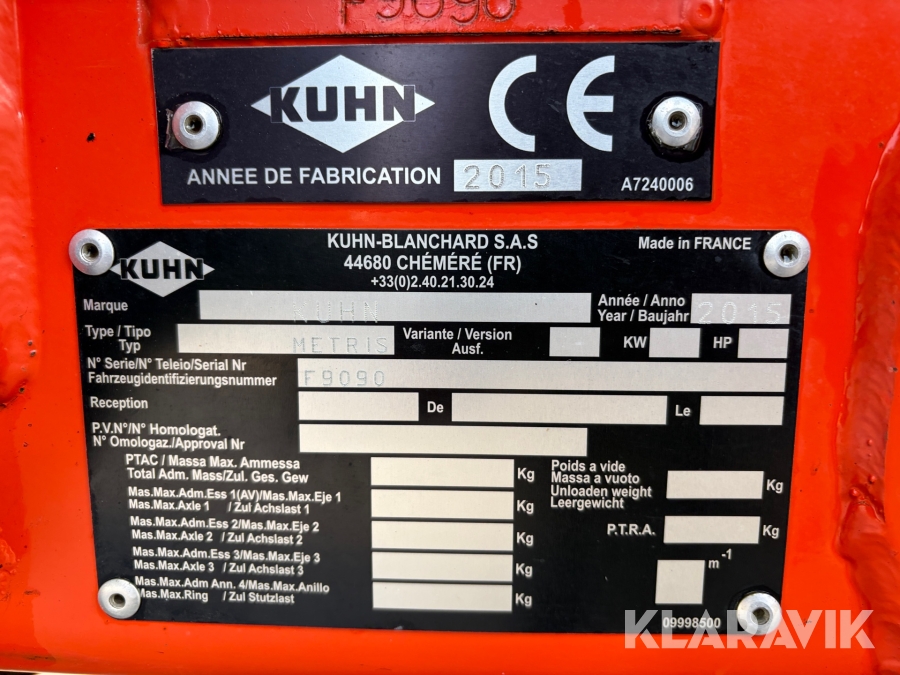 F9090
KUHN
CE
ANNEE DE FABRICATION 2015
A7240006
KUHN
KUHN-BLANCHARD S.A.S
44680 CHÉMÉRÉ (FR)
+33(0)2.40.21.30.24
Made in FRANCE
Marque KUHN
Année / Anno
Year / Baujahr 2015
Type / Tipo
Typ METRIS
Variante / Version
Ausf.
KW
HP
N° Serie/N° Teleio/Serial Nr
Fahrzeugidentifizierungsnummer F9090
Reception
De
Le
P.V.N°/N° Homologat.
N° Omologaz./Approval Nr
PTAC / Massa Max. Ammessa
Total Adm. Mass/Zul. Ges. Gew Kg
Mas.Max.Adm.Ess 1(AV)/Mas.Max.Eje 1
Mas.Max.Axle 1 / Zul Achslast 1 Kg
Mas.Max.Adm.Ess 2/Mas.Max.Eje 2
Mas.Max.Axle 2 / Zul Achslast 2 Kg
Mas.Max.Adm.Ess 3/Mas.Max.Eje 3
Mas.Max.Axle 3 / Zul Achslast 3 Kg
Mas.Max.Adm Ann. 4/Mas.Max.Anillo
Mas.Max.Ring / Zul Stutzlast Kg
Poids a vide
Massa a vuoto
Unloaden weight
Leergewicht Kg
P.T.R.A. Kg
m-1
09998500
KLARAVIK